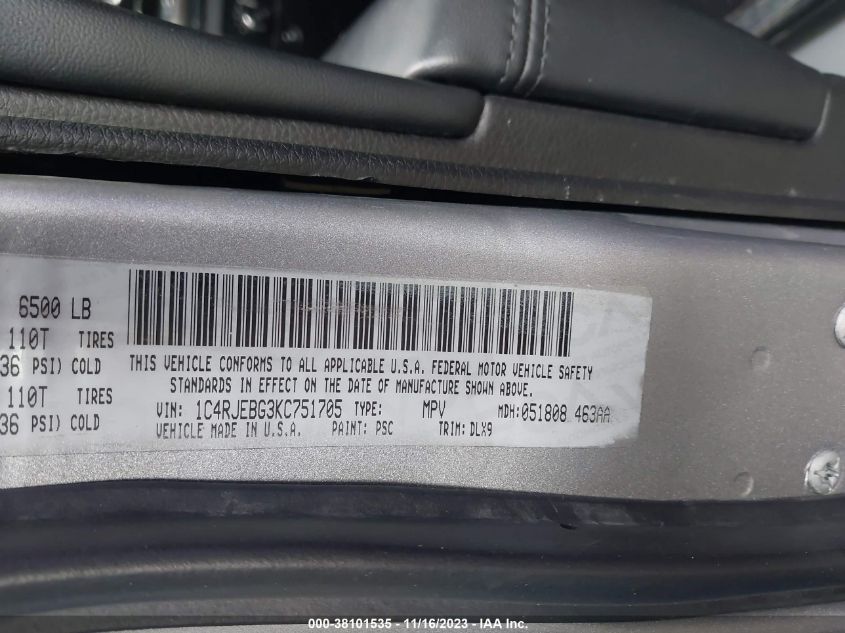 6500 LB
110T TIRES
36 PSI) COLD
110T TIRES
36 PSI) COLD
THIS VEHICLE CONFORMS TO ALL APPLICABLE U.S.A. FEDERAL MOTOR VEHICLE SAFETY
STANDARDS IN EFFECT ON THE DATE OF MANUFACTURE SHOWN ABOVE.
VIN: 1C4RJEBG3KC751705 TYPE: MPV MDH:051808 463AA
VEHICLE MADE IN U.S.A. PAINT: PSC TRIM: DLX9
000-38101535 - 11/16/2023 - IAA Inc.